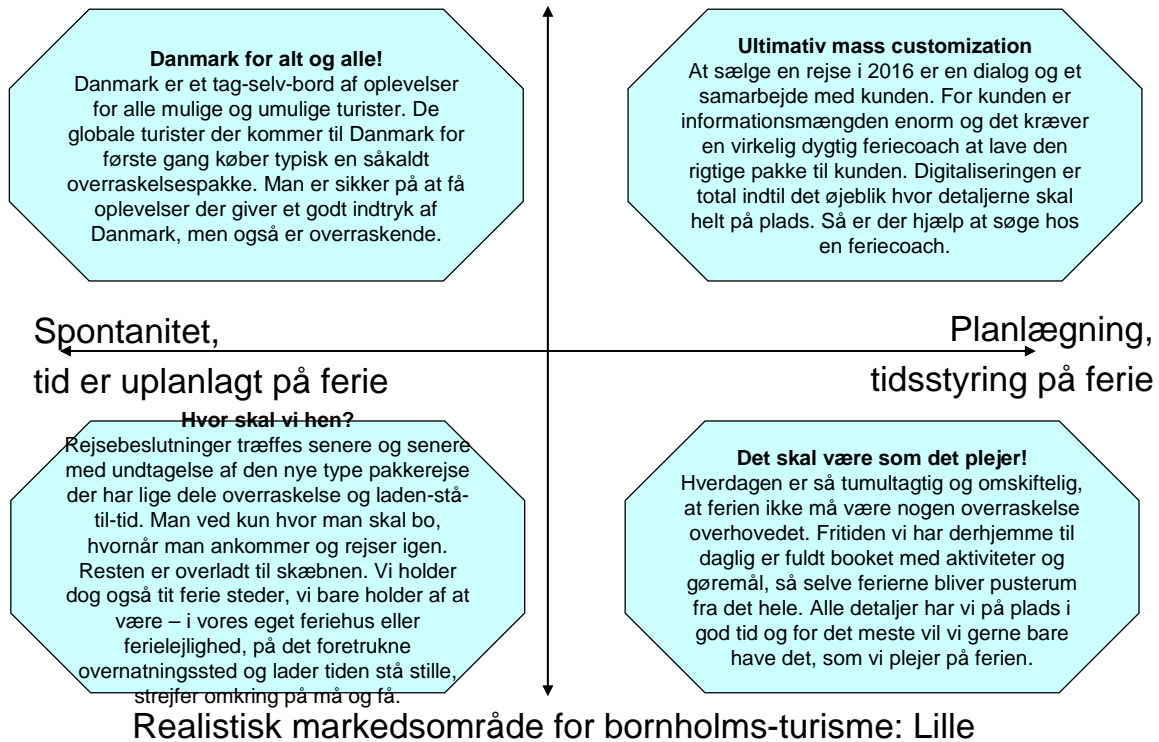 Danmark for alt og alle!
Danmark er et tag-selv-bord af oplevelser
for alle mulige og umulige turister. De
globale turister der kommer til Danmark for
første gang køber typisk en såkaldt
overraskelsespakke. Man er sikker på at få
oplevelser der giver et godt indtryk af
Danmark, men også er overraskende.
Ultimativ mass customization
At sælge en rejse i 2016 er en dialog og et
samarbejde med kunden. For kunden er
informationsmængden enorm og det kræver
en virkelig dygtig feriecoach at lave den
rigtige pakke til kunden. Digitaliseringen er
total indtil det øjeblik hvor detaljerne skal
helt på plads. Så er der hjælp at søge hos
en feriecoach.
Spontanitet,
tid er uplanlagt på ferie
Planlægning,
tidsstyring på ferie
Hvor skal vi hen?
Rejsebeslutninger træffes senere og senere
med undtagelse af den nye type pakkerejse
der har lige dele overraskelse og laden-stå-
til-tid. Man ved kun hvor man skal bo,
hvornår man ankommer og rejser igen.
Resten er overladt til skæbnen. Vi holder
dog også tit ferie steder, vi bare holder af at
være – i vores eget feriehus eller
ferielejlighed, på det foretrukne
overnatningssted og lader tiden stå stille,
strejfer omkring på må og få.
Det skal være som det plejer!
Hverdagen er så tumultagtig og omskiftelig,
at ferien ikke må være nogen overraskelse
overhovedet. Fritiden vi har derhjemme til
daglig er fuldt booket med aktiviteter og
gøremål, så selve ferierne bliver pusterum
fra det hele. Alle detaljer har vi på plads i
god tid og for det meste vil vi gerne bare
have det, som vi plejer på ferien.
Realistisk markedsområde for bornholms-turisme: Lille